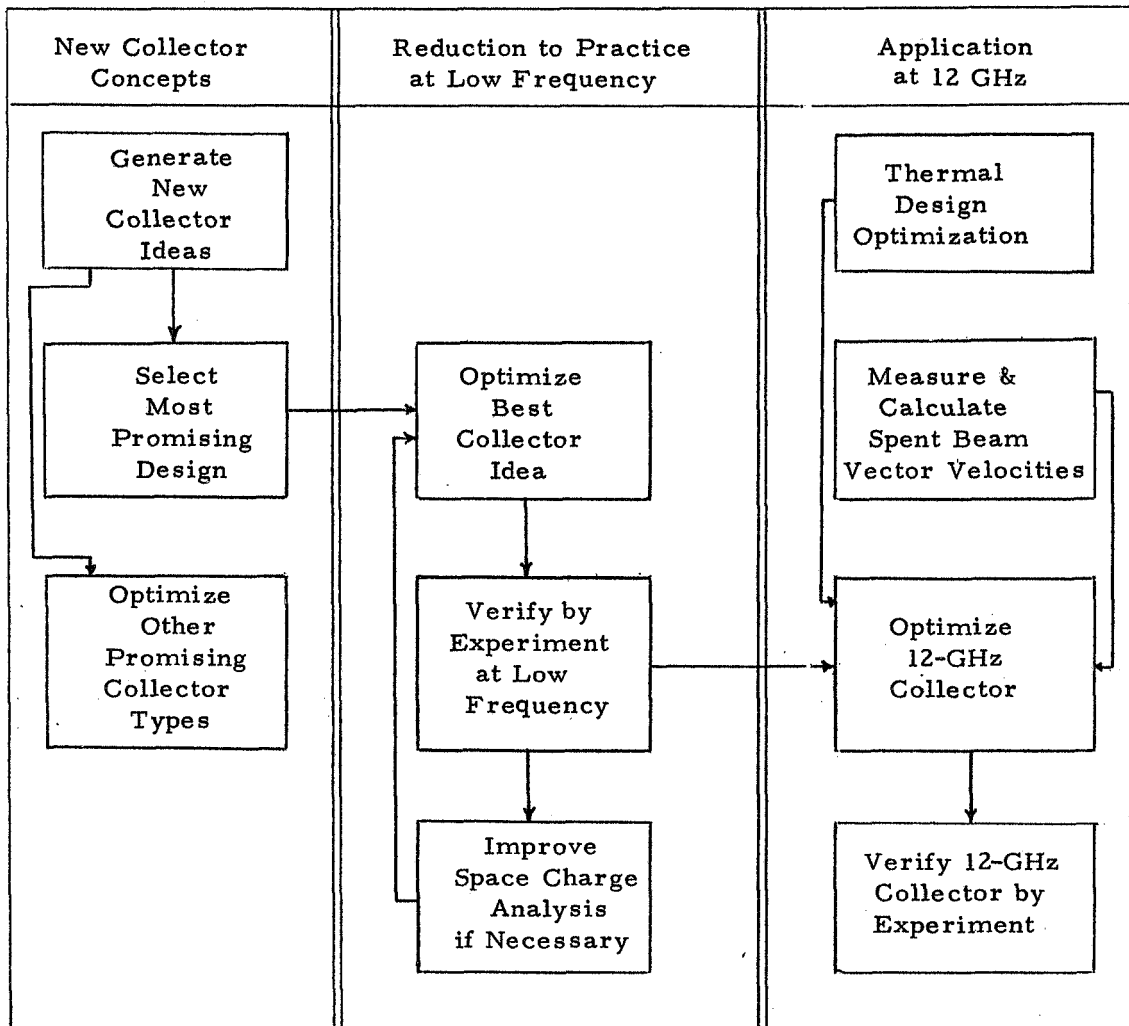 New Collector
Concepts
Reduction to Practice
at Low Frequency
Application
at 12 GHz
Generate
New
Collector
Ideas
Select
Most
Promising
Design
Optimize
Other
Promising
Collector
Types
Optimize
Best
Collector
Idea
Verify by
Experiment
at Low
Frequency
Improve
Space Charge
Analysis
if Necessary
Thermal
Design
Optimization
Measure &
Calculate
Spent Beam
Vector Velocities
Optimize
12-GHz
Collector
Verify 12-GHz
Collector by
Experiment